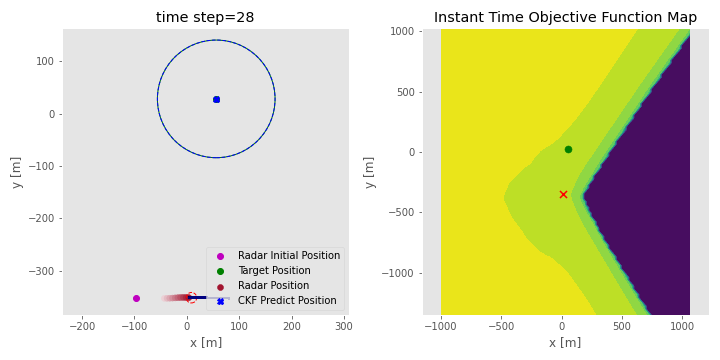 time step=28
y [m]
100
0
−100
−200
−300
Radar Initial Position
Target Position
Radar Position
CKF Predict Position
−200
−100
0
100
200
300
x [m]
Instant Time Objective Function Map
y [m]
1000
500
0
−500
−1000
−1000
−500
0
500
1000
x [m]